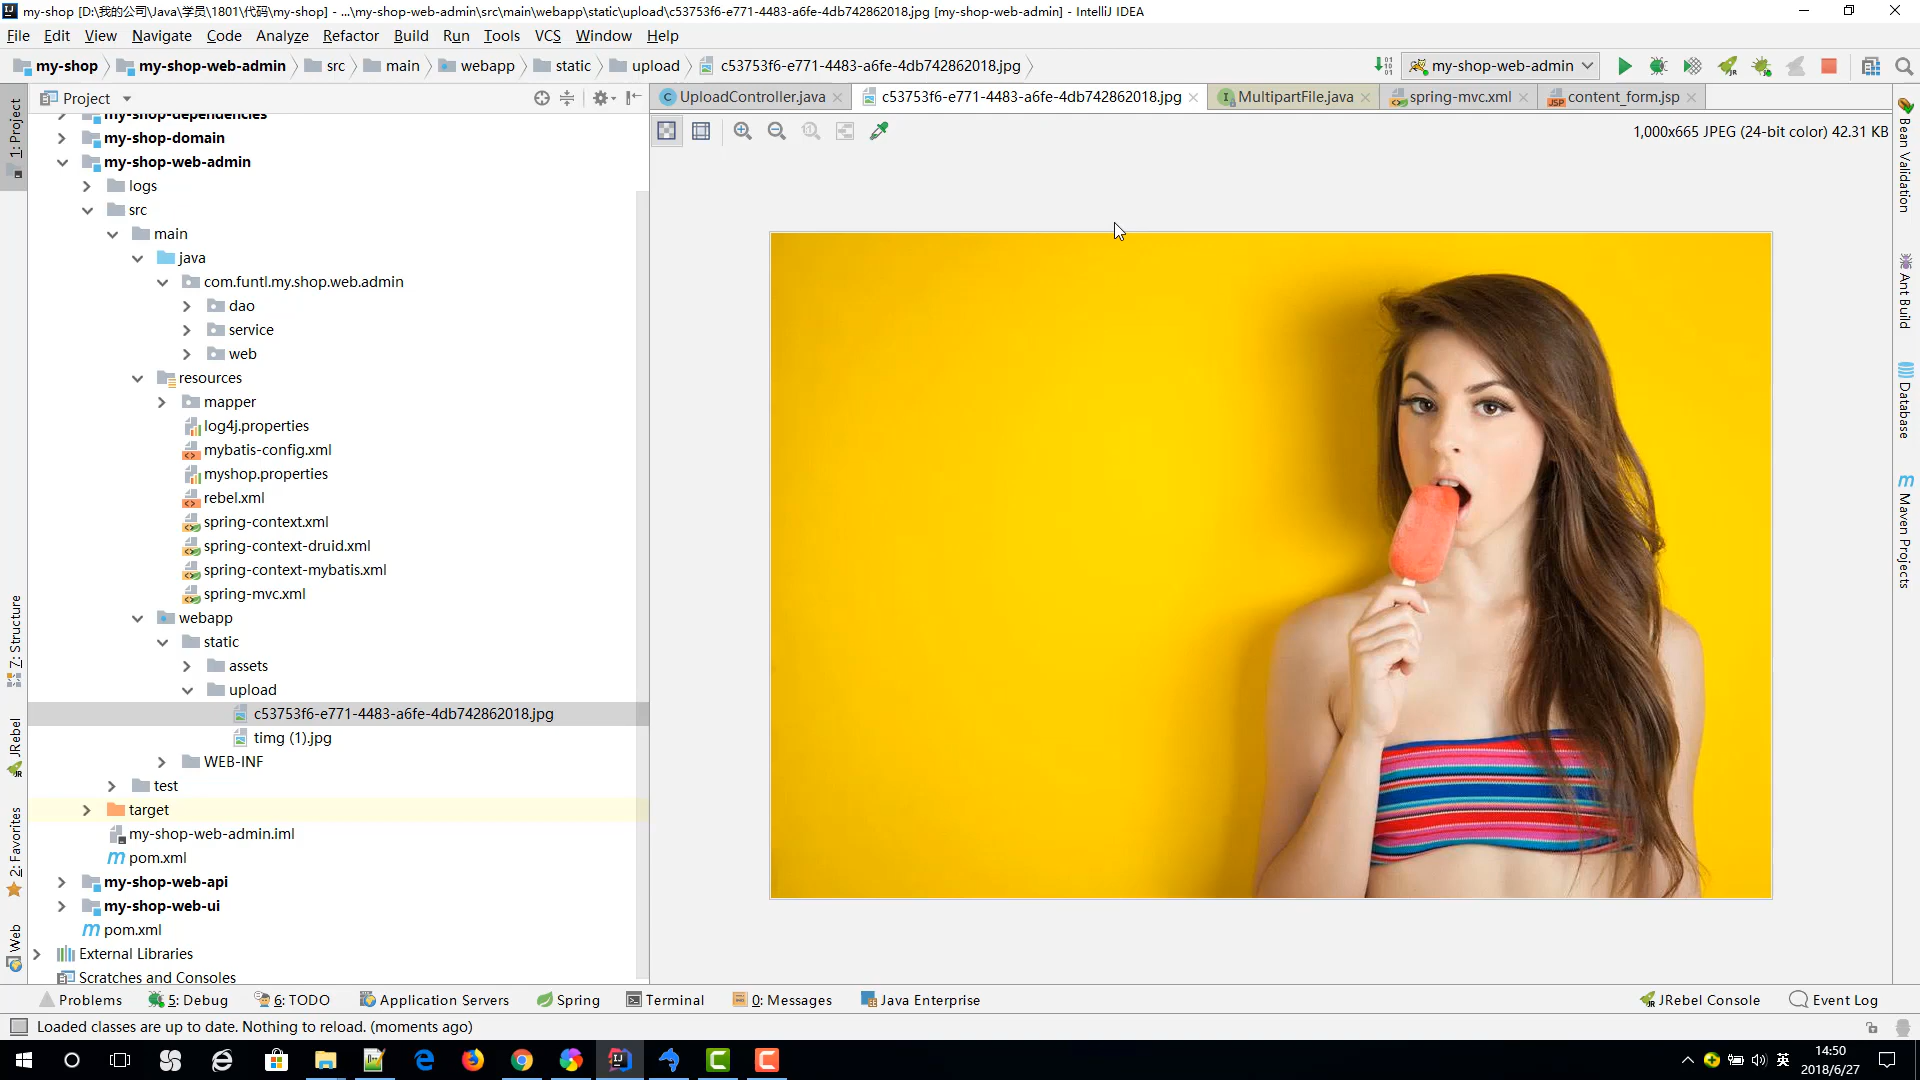 my-shop [D:\我的公司\Java\学员\1801\代码\my-shop] - ...\my-shop-web-admin\src\main\webapp\static\upload\c53753f6-e771-4483-a6fe-4db742862018.jpg [my-shop-web-admin] - IntelliJ IDEA
File Edit View Navigate Code Analyze Refactor Build Run Tools VCS Window Help
my-shop my-shop-web-admin src main webapp static upload c53753f6-e771-4483-a6fe-4db742862018.jpg my-shop-web-admin
Project UploadController.java c53753f6-e771-4483-a6fe-4db742862018.jpg MultipartFile.java spring-mvc.xml content_form.jsp
1,000x665 JPEG (24-bit color) 42.31 KB
my-shop-dependencies
my-shop-domain
my-shop-web-admin
logs
src
main
java
com.funtl.my.shop.web.admin
dao
service
web
resources
mapper
log4j.properties
mybatis-config.xml
myshop.properties
rebel.xml
spring-context.xml
spring-context-druid.xml
spring-context-mybatis.xml
spring-mvc.xml
webapp
static
assets
upload
c53753f6-e771-4483-a6fe-4db742862018.jpg
timg (1).jpg
WEB-INF
test
target
my-shop-web-admin.iml
pom.xml
my-shop-web-api
my-shop-web-ui
pom.xml
External Libraries
Scratches and Consoles
1: Project
7: Structure
JRebel
2: Favorites
Web
Bean Validation
Ant Build
Database
Maven Projects
Problems 5: Debug 6: TODO Application Servers Spring Terminal 0: Messages Java Enterprise JRebel Console Event Log
Loaded classes are up to date. Nothing to reload. (moments ago)
英
14:50
2018/6/27